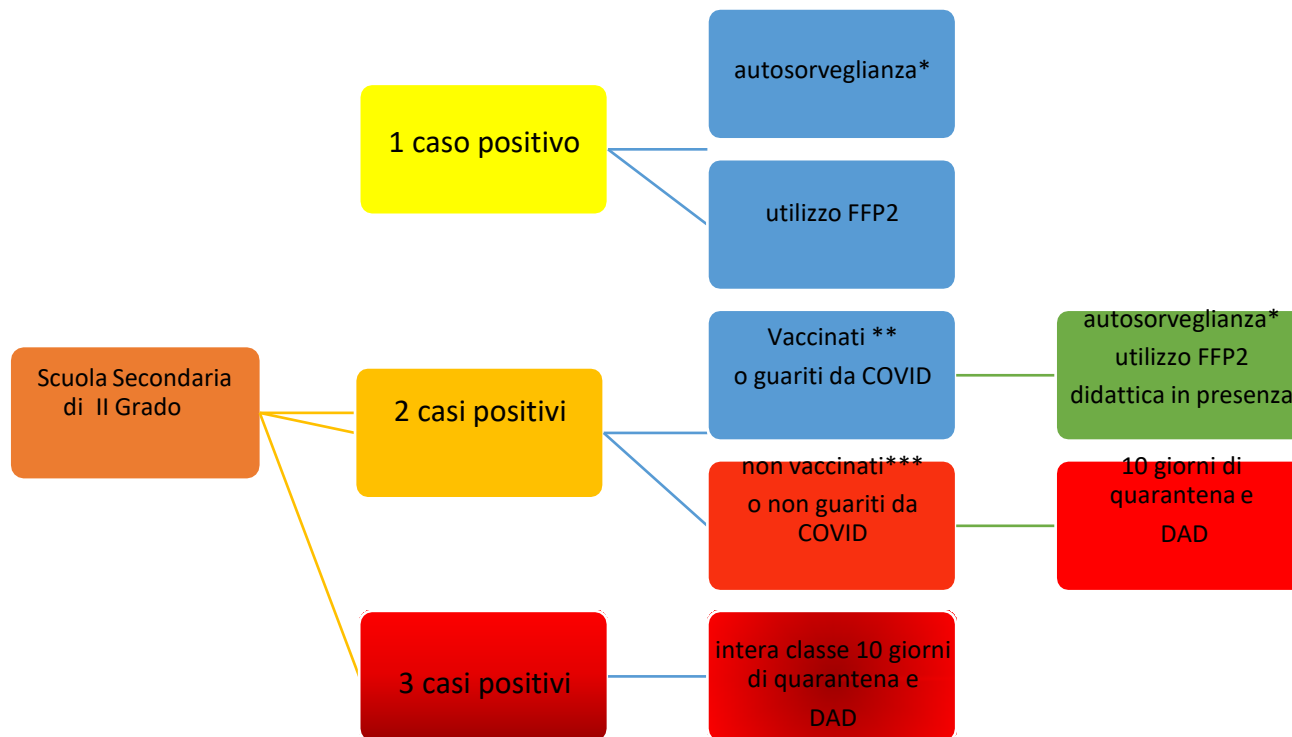 Scuola Secondaria
di II Grado
1 caso positivo
autosorveglianza*
utilizzo FFP2
2 casi positivi
Vaccinati **
o guariti da COVID
autosorveglianza*
utilizzo FFP2
didattica in presenza
non vaccinati***
o non guariti da
COVID
10 giorni di
quarantena e
DAD
3 casi positivi
intera classe 10 giorni
di quarantena e
DAD